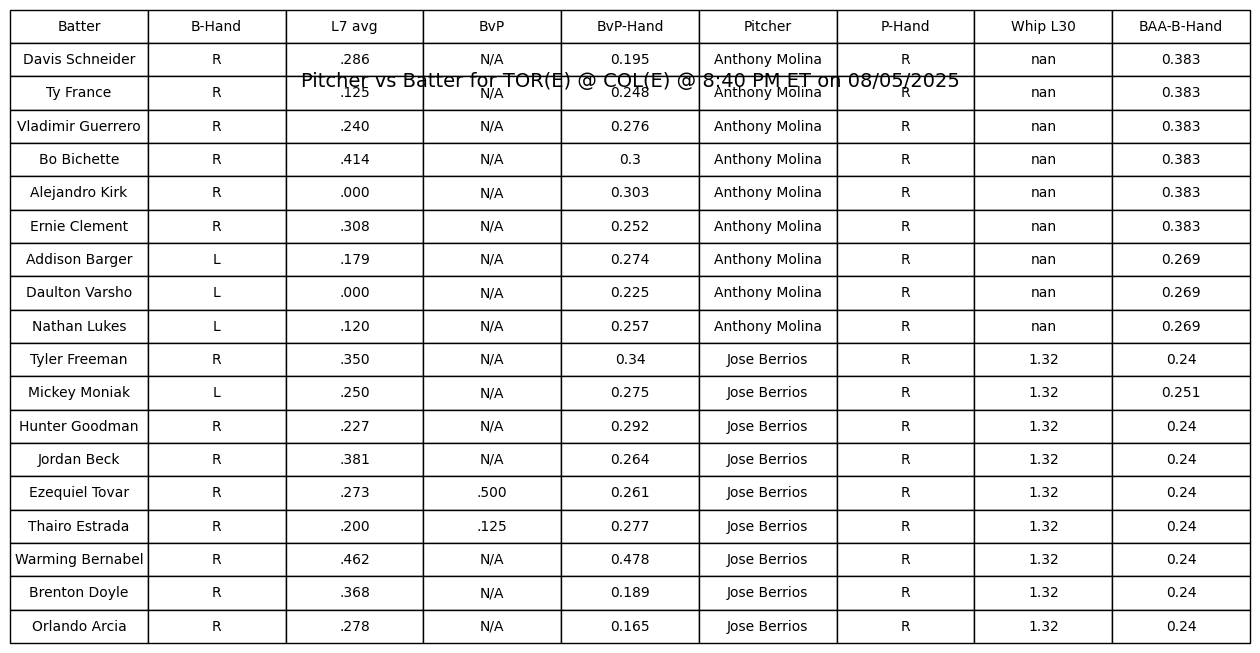 Batter B-Hand L7 avg BvP BvP-Hand Pitcher P-Hand Whip L30 BAA-B-Hand
Davis Schneider R .286 N/A 0.195 Anthony Molina R nan 0.383
Pitcher vs Batter for TOR(E) @ COL(E) @ 8:40 PM ET on 08/05/2025
Ty France R .125 N/A 0.248 Anthony Molina R nan 0.383
Vladimir Guerrero R .240 N/A 0.276 Anthony Molina R nan 0.383
Bo Bichette R .414 N/A 0.3 Anthony Molina R nan 0.383
Alejandro Kirk R .000 N/A 0.303 Anthony Molina R nan 0.383
Ernie Clement R .308 N/A 0.252 Anthony Molina R nan 0.383
Addison Barger L .179 N/A 0.274 Anthony Molina R nan 0.269
Daulton Varsho L .000 N/A 0.225 Anthony Molina R nan 0.269
Nathan Lukes L .120 N/A 0.257 Anthony Molina R nan 0.269
Tyler Freeman R .350 N/A 0.34 Jose Berrios R 1.32 0.24
Mickey Moniak L .250 N/A 0.275 Jose Berrios R 1.32 0.251
Hunter Goodman R .227 N/A 0.292 Jose Berrios R 1.32 0.24
Jordan Beck R .381 N/A 0.264 Jose Berrios R 1.32 0.24
Ezequiel Tovar R .273 .500 0.261 Jose Berrios R 1.32 0.24
Thairo Estrada R .200 .125 0.277 Jose Berrios R 1.32 0.24
Warming Bernabel R .462 N/A 0.478 Jose Berrios R 1.32 0.24
Brenton Doyle R .368 N/A 0.189 Jose Berrios R 1.32 0.24
Orlando Arcia R .278 N/A 0.165 Jose Berrios R 1.32 0.24